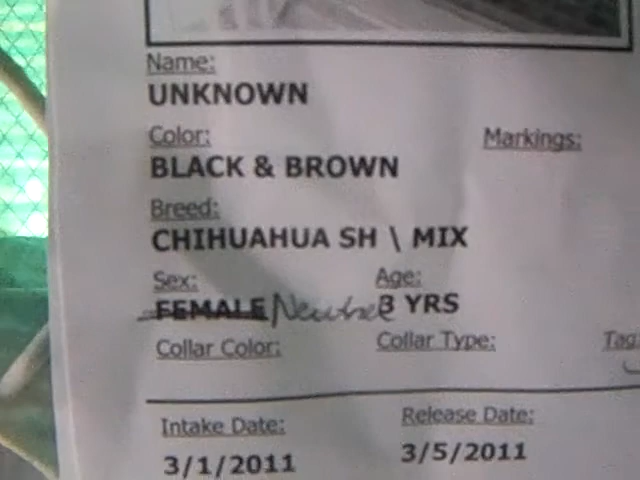 Name:
UNKNOWN
Color: Markings:
BLACK & BROWN
Breed:
CHIHUAHUA SH \ MIX
Sex: Age:
FEMALE 3 YRS
Collar Color: Collar Type: Tag
Intake Date: Release Date:
3/1/2011 3/5/2011